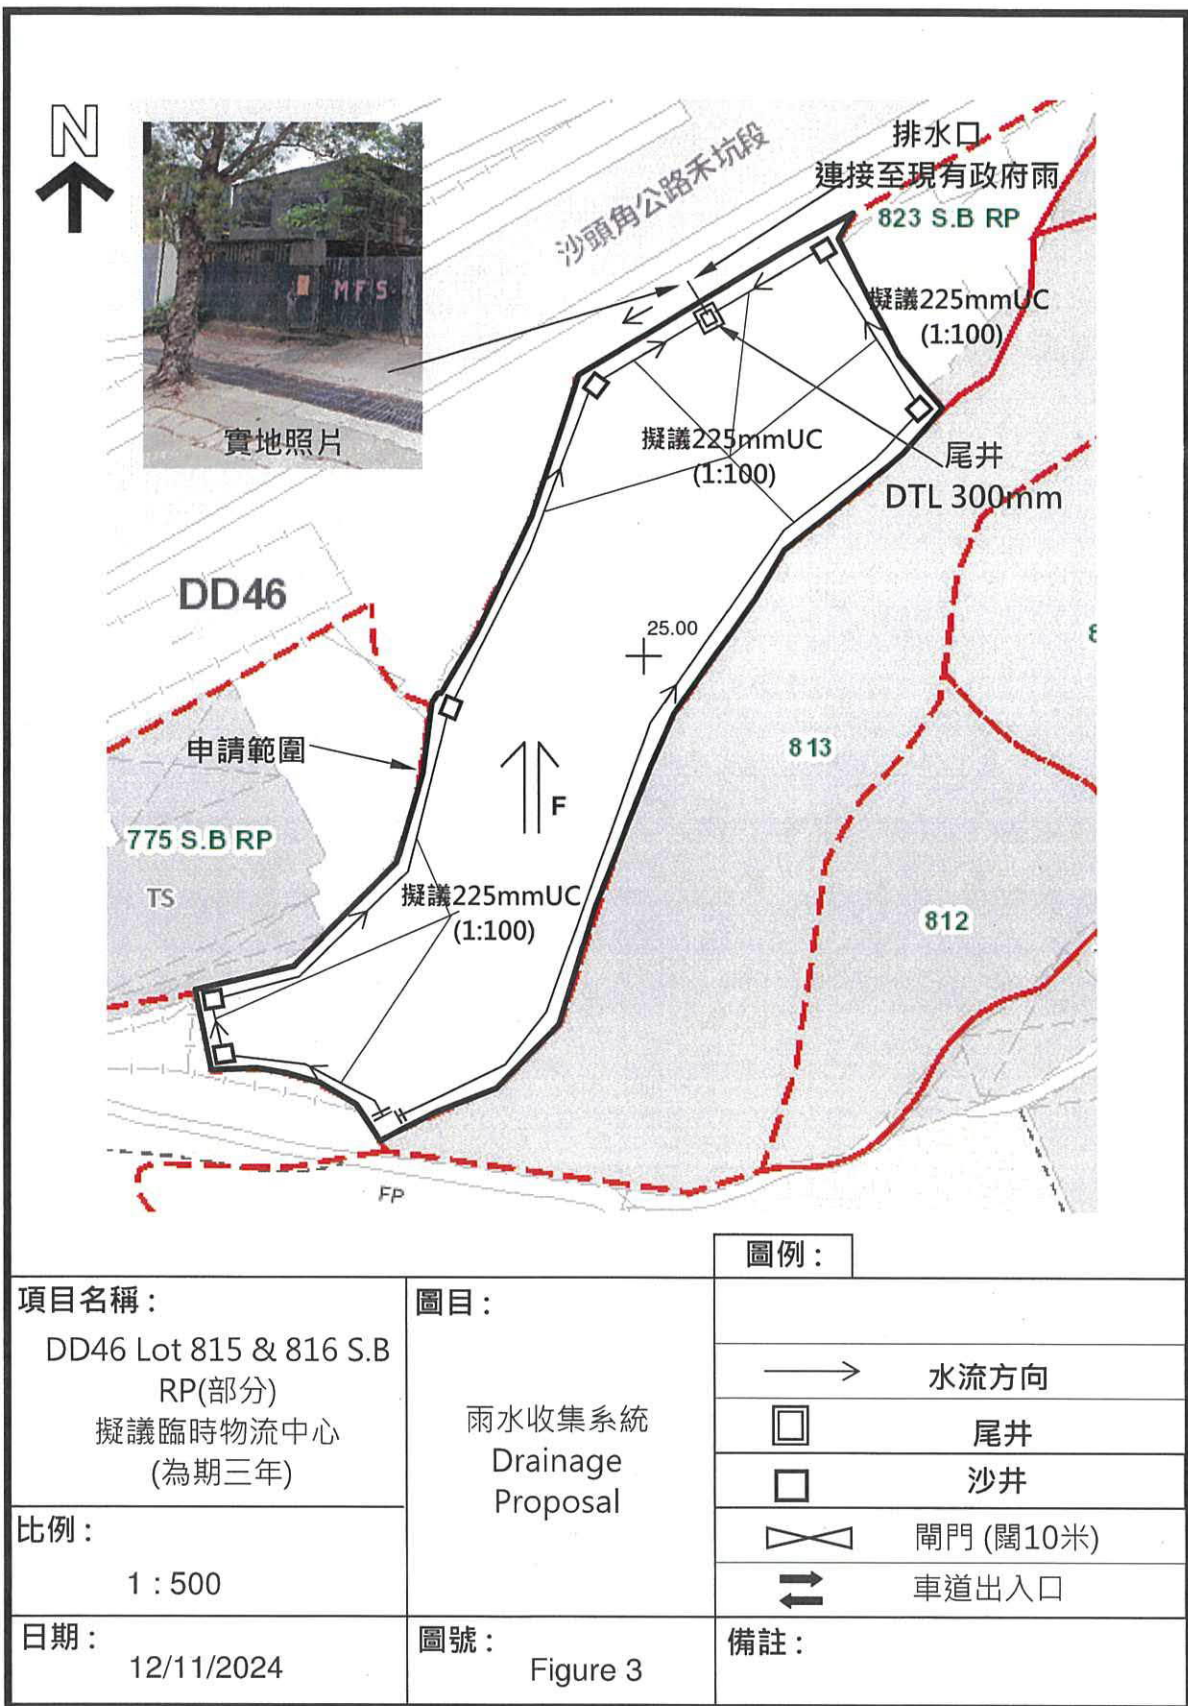 N
MFS.
實地照片
沙頭角公路禾坑段
排水口
連接至現有政府雨
823 S.B RP
擬議225mmUC
(1:100)
擬議225mmUC
(1:100)
尾井
DTL 300mm
DD46
25.00
申請範圍
F
813
8
775 S.B RP
TS
擬議225mmUC
(1:100)
812
FP
圖例：
項目名稱：
DD46 Lot 815 & 816 S.B
RP(部分)
擬議臨時物流中心
(為期三年)
圖目：
雨水收集系統
Drainage
Proposal
水流方向
尾井
沙井
閘門 (闊10米)
車道出入口
比例：
1 : 500
日期：
12/11/2024
圖號：
Figure 3
備註：